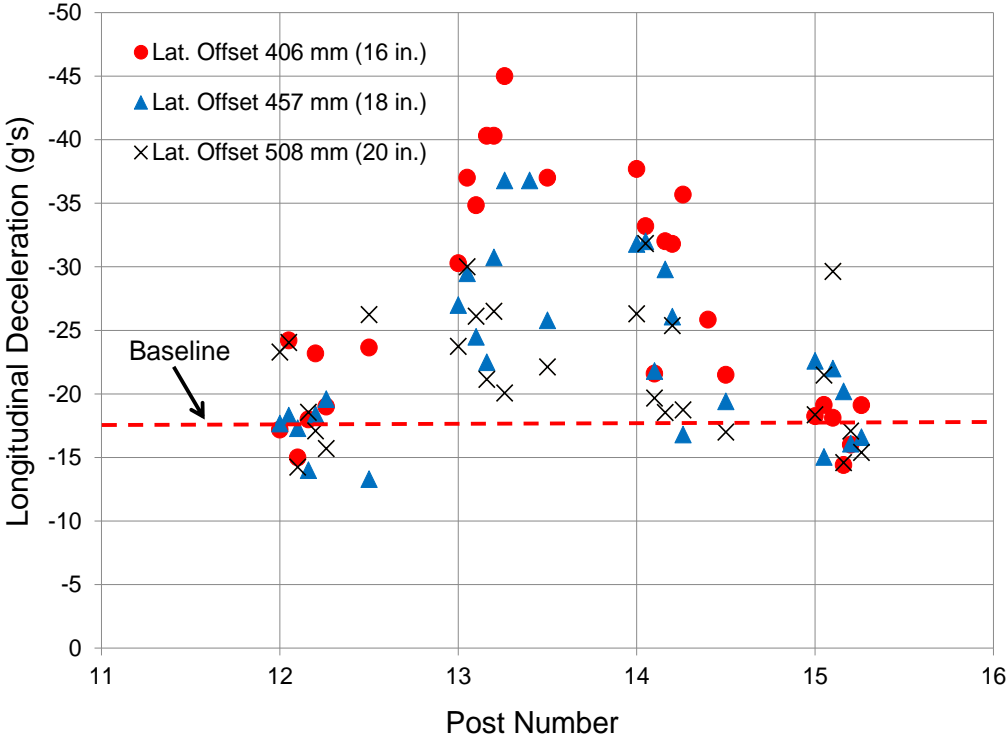 -50
-45
-40
-35
-30
-25
-20
-15
-10
-5
0
Longitudinal Deceleration (g's)
Lat. Offset 406 mm (16 in.)
Lat. Offset 457 mm (18 in.)
Lat. Offset 508 mm (20 in.)
Baseline
11 12 13 14 15 16
Post Number